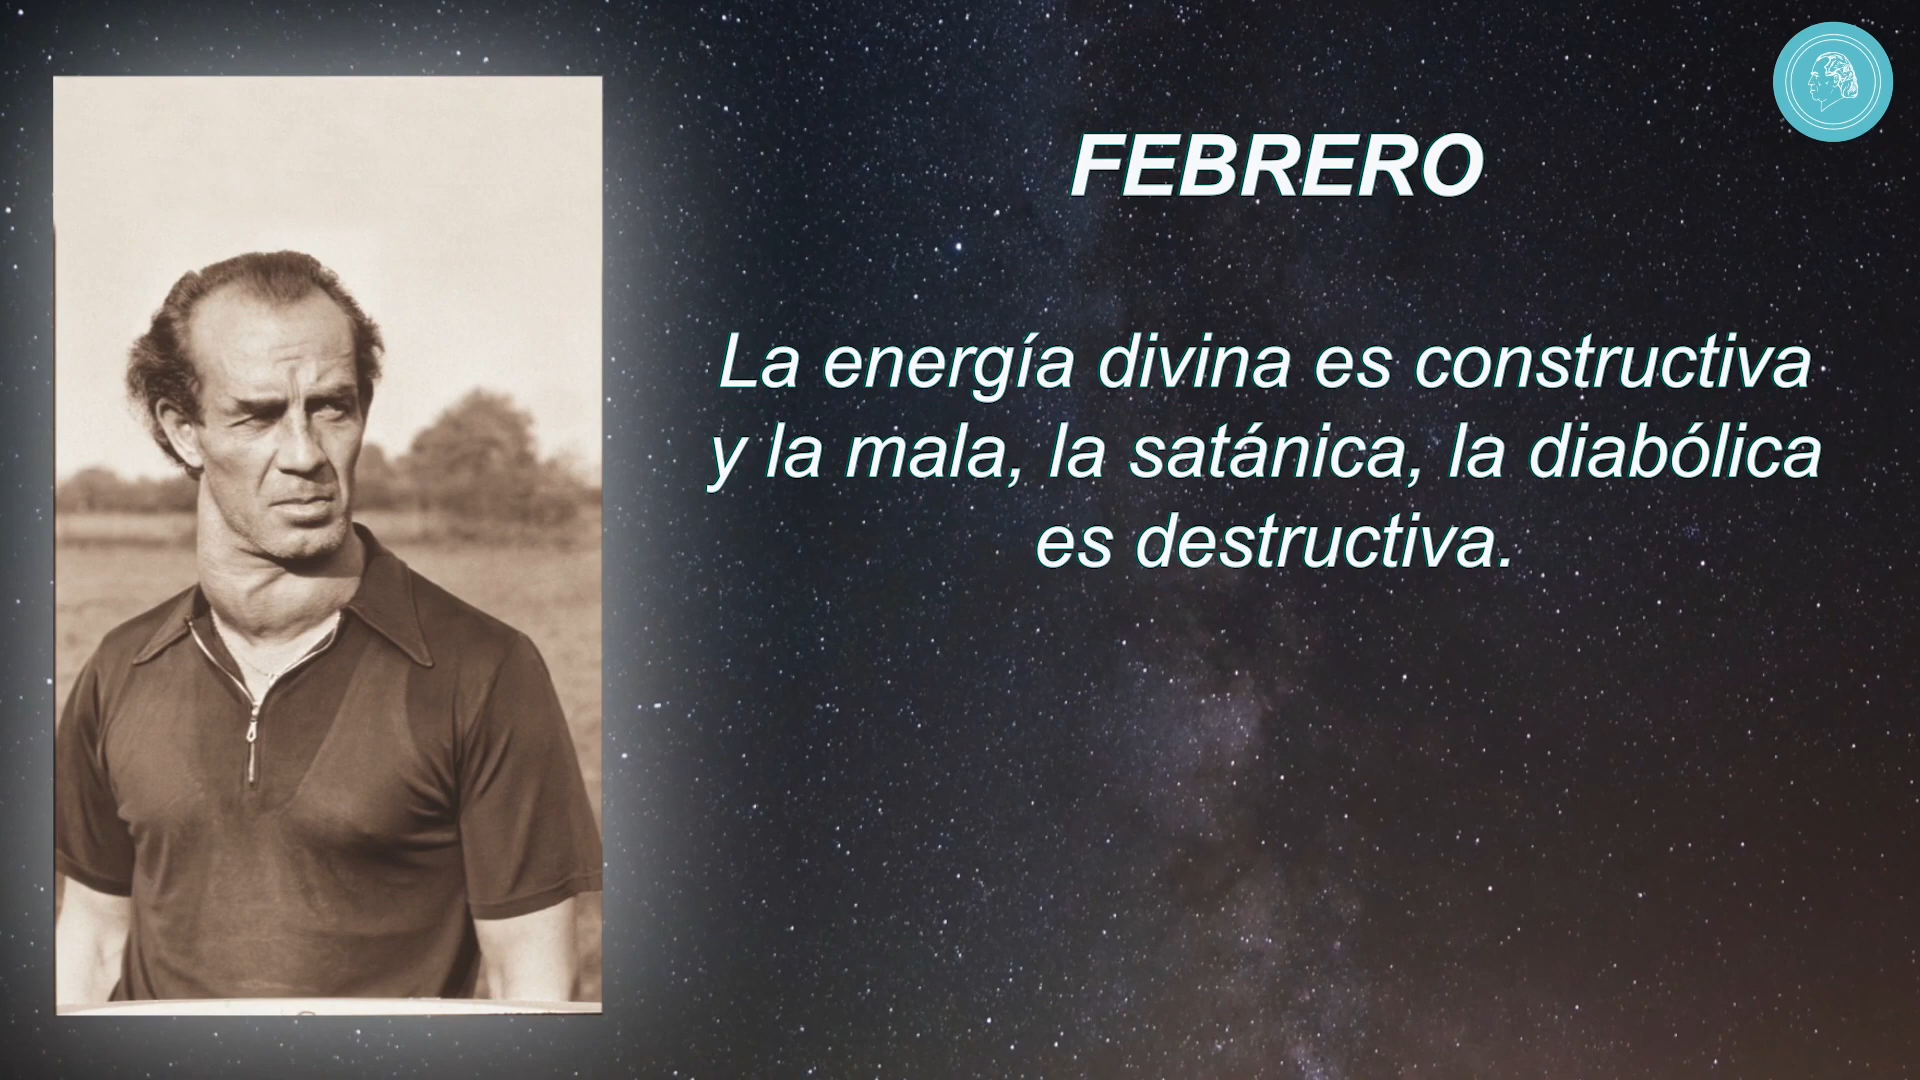 FEBRERO
La energía divina es constructiva
y la mala, la satánica, la diabólica
es destructiva.